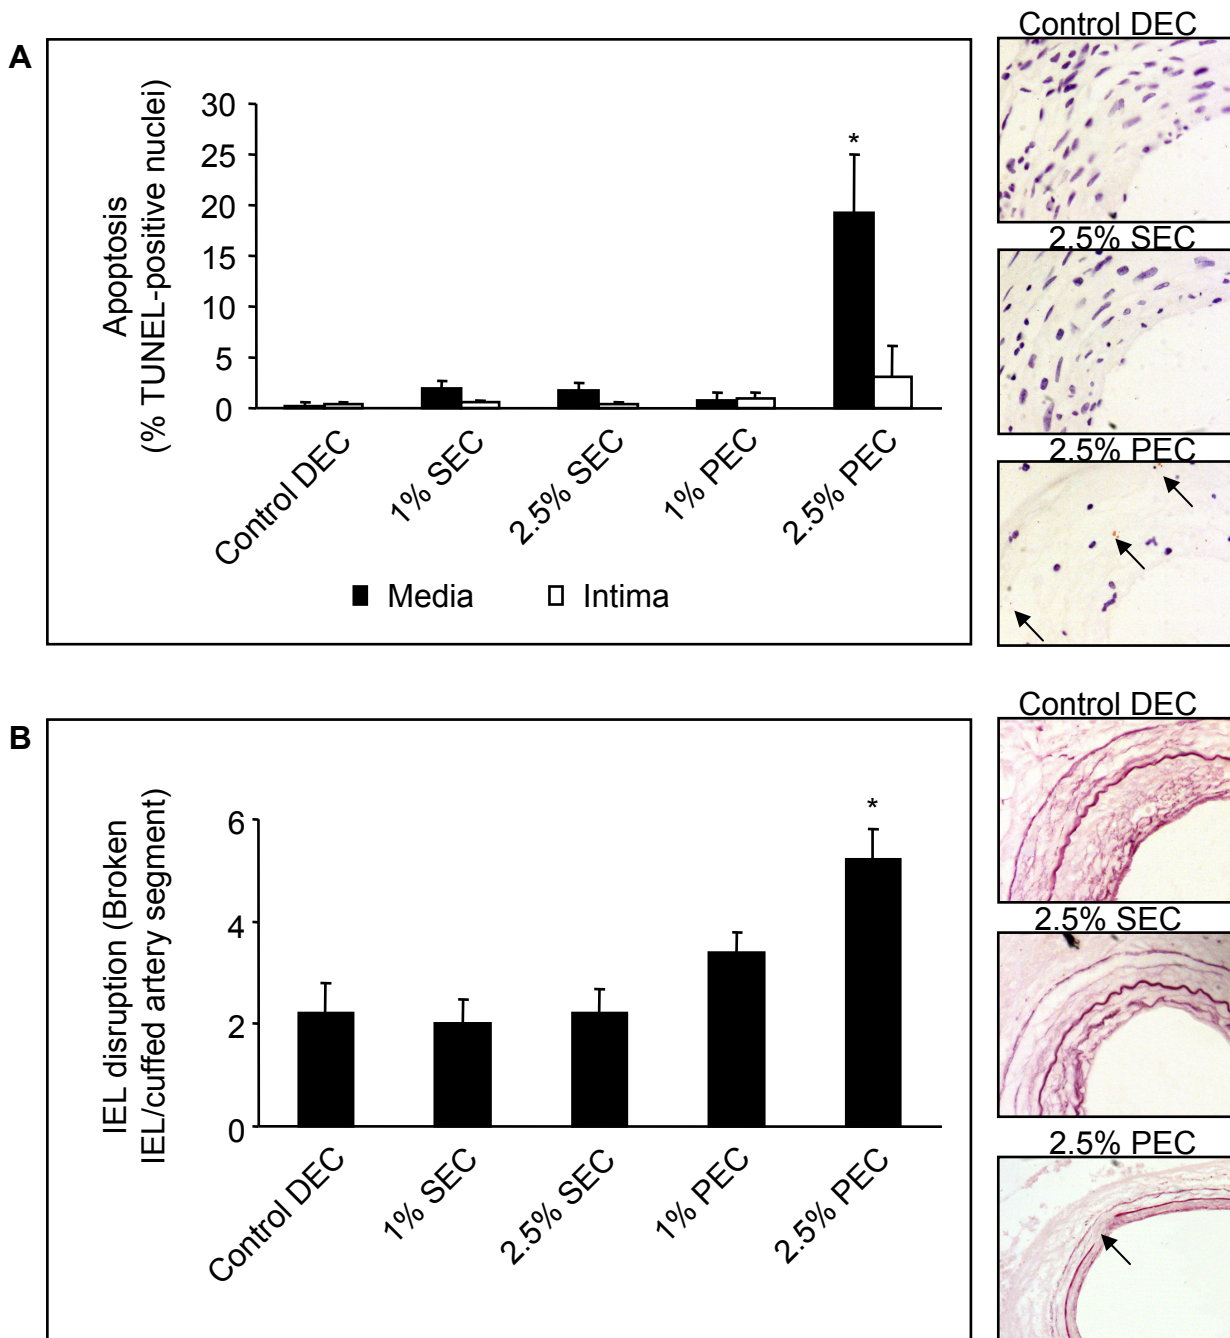 A
Control DEC
30
25
20
15
10
5
0
Apoptosis
(% TUNEL-positive nuclei)
*
Control DEC
1% SEC
2.5% SEC
1% PEC
2.5% PEC
Media
Intima
2.5% SEC
2.5% PEC
B
Control DEC
6
4
2
0
IEL disruption (Broken
IEL/cuffed artery segment)
*
Control DEC
1% SEC
2.5% SEC
1% PEC
2.5% PEC
2.5% SEC
2.5% PEC